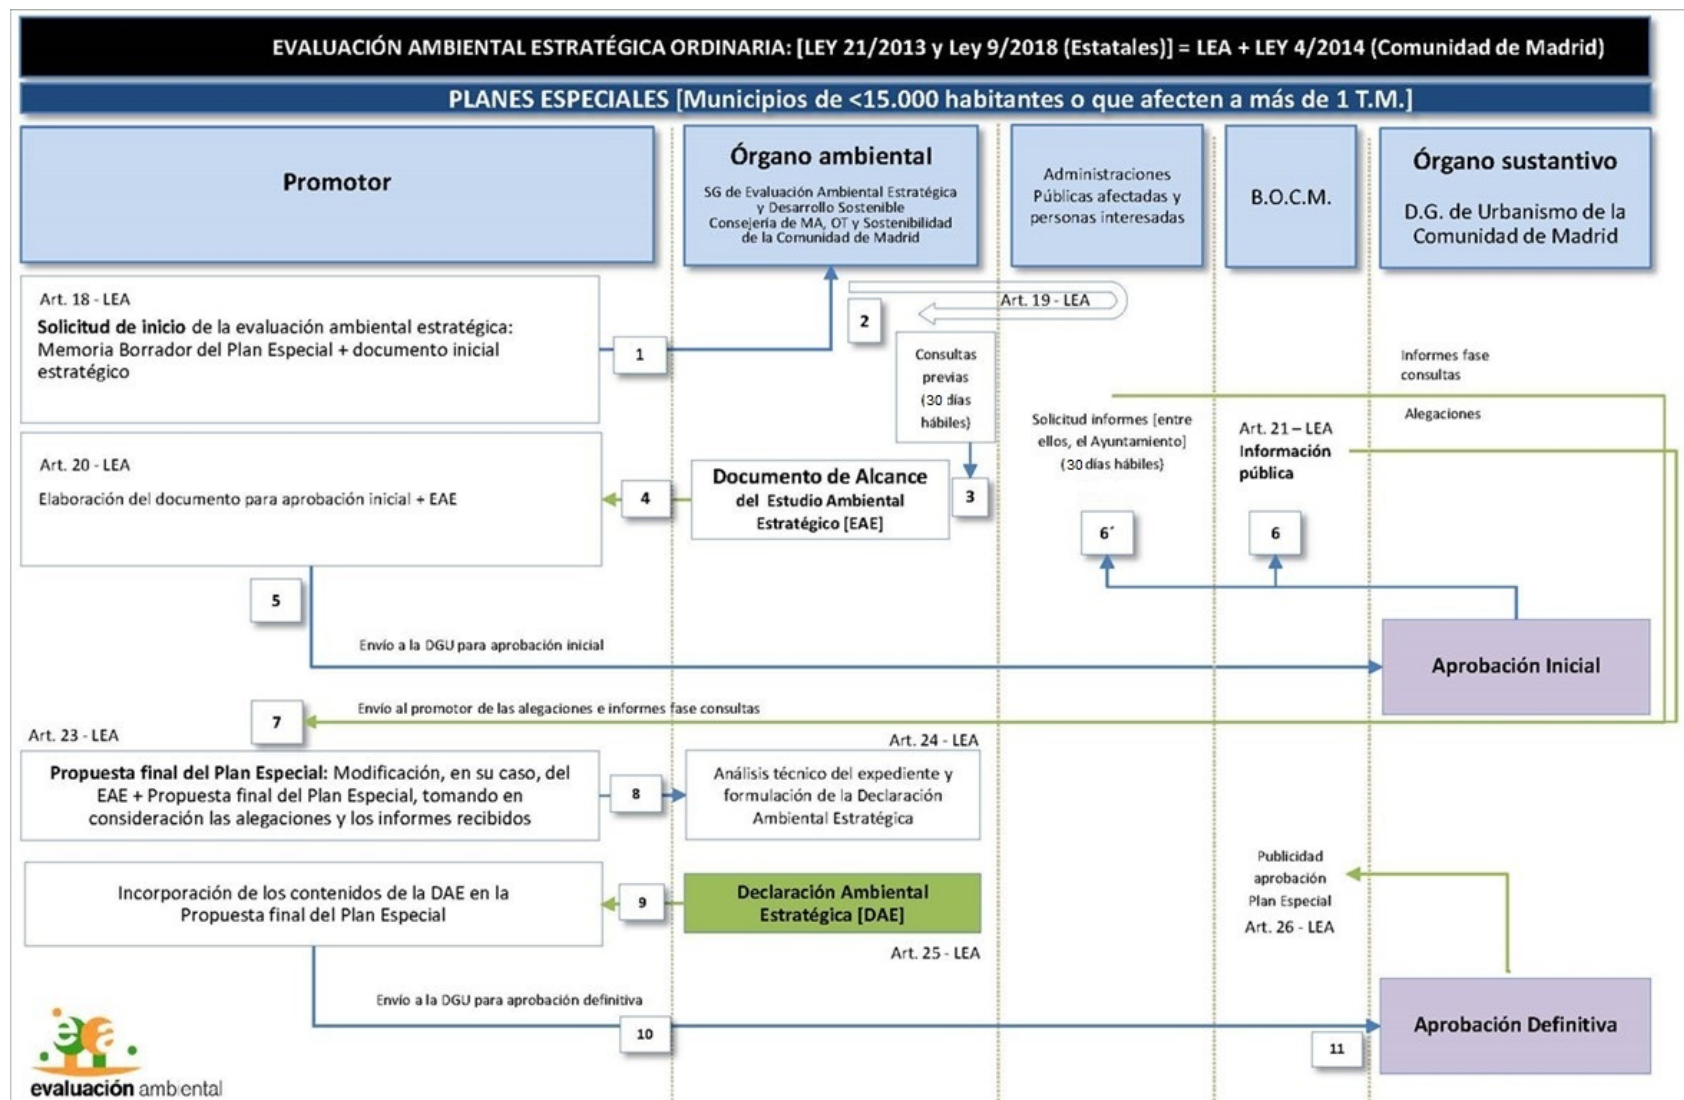 EVALUACIÓN AMBIENTAL ESTRATÉGICA ORDINARIA: [LEY 21/2013 y Ley 9/2018 (Estatales)] = LEA + LEY 4/2014 (Comunidad de Madrid)
PLANES ESPECIALES [Municipios de <15.000 habitantes o que afecten a más de 1 T.M.]
Promotor
Órgano ambiental
SG de Evaluación Ambiental Estratégica
y Desarrollo Sostenible
Consejería de MA, OT y Sostenibilidad
de la Comunidad de Madrid
Administraciones
Públicas afectadas y
personas interesadas
B.O.C.M.
Órgano sustantivo
D.G. de Urbanismo de la
Comunidad de Madrid
Art. 18 - LEA
Solicitud de inicio de la evaluación ambiental estratégica:
Memoria Borrador del Plan Especial + documento inicial
estratégico
1
2
Art. 19 - LEA
Consultas
previas
(30 días
hábiles)
Informes fase
consultas
Alegaciones
Solicitud informes [entre
ellos, el Ayuntamiento]
(30 días hábiles)
Art. 21 – LEA
Información
pública
Art. 20 - LEA
Elaboración del documento para aprobación inicial + EAE
4
Documento de Alcance
del Estudio Ambiental
Estratégico [EAE]
3
6´
6
5
Envío a la DGU para aprobación inicial
Aprobación Inicial
7
Envío al promotor de las alegaciones e informes fase consultas
Art. 23 - LEA
Art. 24 - LEA
Propuesta final del Plan Especial: Modificación, en su caso, del
EAE + Propuesta final del Plan Especial, tomando en
consideración las alegaciones y los informes recibidos
8
Análisis técnico del expediente y
formulación de la Declaración
Ambiental Estratégica
Incorporación de los contenidos de la DAE en la
Propuesta final del Plan Especial
9
Declaración Ambiental
Estratégica [DAE]
Art. 25 - LEA
Publicidad
aprobación
Plan Especial
Art. 26 - LEA
Envío a la DGU para aprobación definitiva
10
11
Aprobación Definitiva
ea
evaluación ambiental